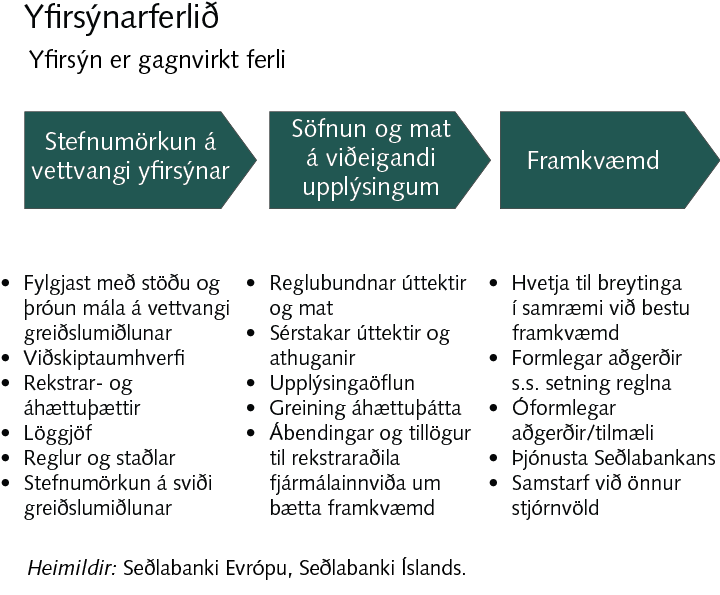 Yfirsýnarferlið
Yfirsýn er gagnvirkt ferli
Stefnumörkun á
vettvangi yfirsýnar
Söfnun og mat
á viðeigandi
upplýsingum
Framkvæmd
• Fylgjast með stöðu og
þróun mála á vettvangi
greiðslumiðlunar
• Viðskiptaumhverfi
• Rekstrar- og
áhættuþættir
• Löggjöf
• Reglur og staðlar
• Stefnumörkun á sviði
greiðslumiðlunar
• Reglubundnar úttektir
og mat
• Sérstakar úttektir og
athuganir
• Upplýsingaöflun
• Greining áhættuþátta
• Ábendingar og tillögur
til rekstraraðila
fjármálainnviða um
bætta framkvæmd
• Hvetja til breytinga
í samræmi við bestu
framkvæmd
• Formlegar aðgerðir
s.s. setning reglna
• Óformlegar
aðgerðir/tilmæli
• Þjónusta Seðlabankans
• Samstarf við önnur
stjórnvöld
Heimildir: Seðlabanki Evrópu, Seðlabanki Íslands.